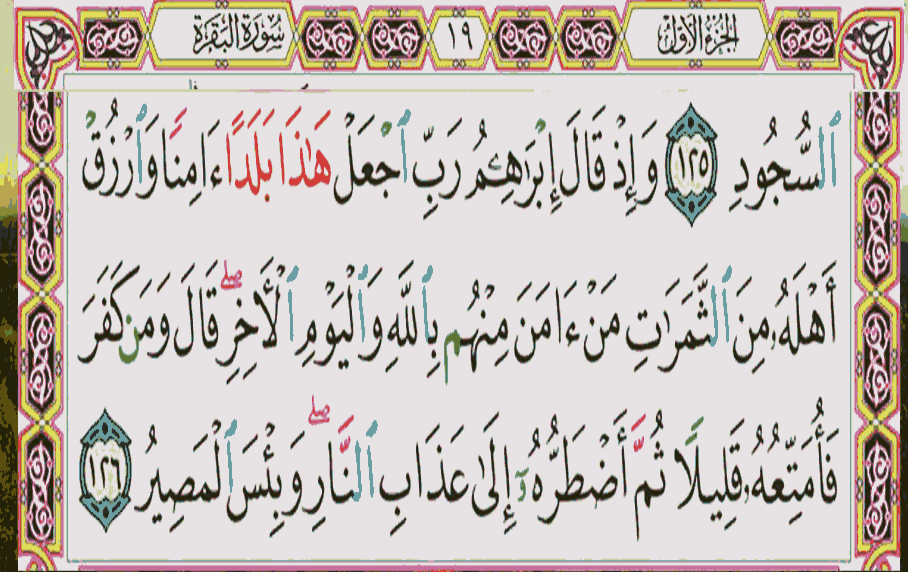 الجزء الأول
١٩
سورة البقرة
ٱلسُّجُودِ ١٢٥ وَإِذْ قَالَ إِبْرَٰهِـۧمُ رَبِّ ٱجْعَلْ هَٰذَا بَلَدًا ءَامِنًا وَٱرْزُقْ
أَهْلَهُۥ مِنَ ٱلثَّمَرَٰتِ مَنْ ءَامَنَ مِنْهُم بِٱللَّهِ وَٱلْيَوْمِ ٱلْأَخِرِ ۖ قَالَ وَمَن كَفَرَ
فَأُمَتِّعُهُۥ قَلِيلًا ثُمَّ أَضْطَرُّهُۥٓ إِلَىٰ عَذَابِ ٱلنَّارِ ۖ وَبِئْسَ ٱلْمَصِيرُ ١٢٦